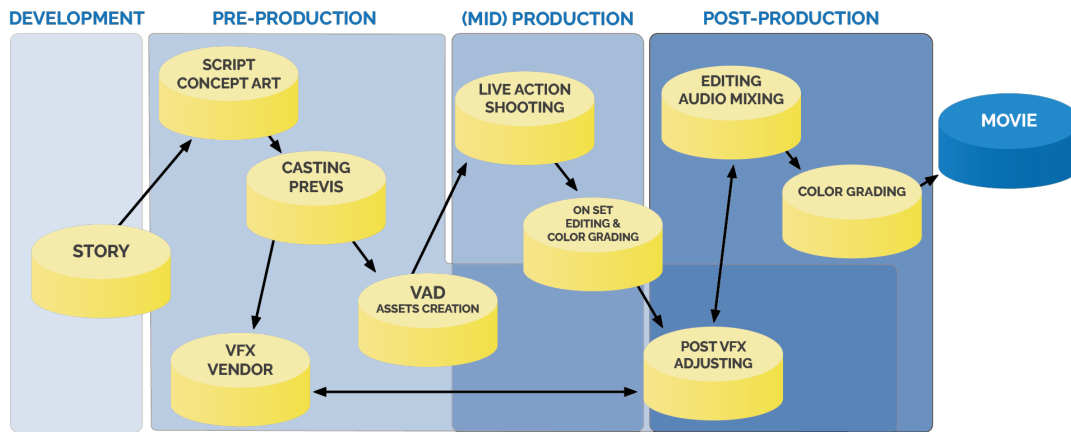 DEVELOPMENT
PRE-PRODUCTION
(MID) PRODUCTION
POST-PRODUCTION
SCRIPT
CONCEPT ART
CASTING
PREVIS
STORY
VAD
ASSETS CREATION
VFX
VENDOR
LIVE ACTION
SHOOTING
ON SET
EDITING &
COLOR GRADING
POST VFX
ADJUSTING
EDITING
AUDIO MIXING
COLOR GRADING
MOVIE